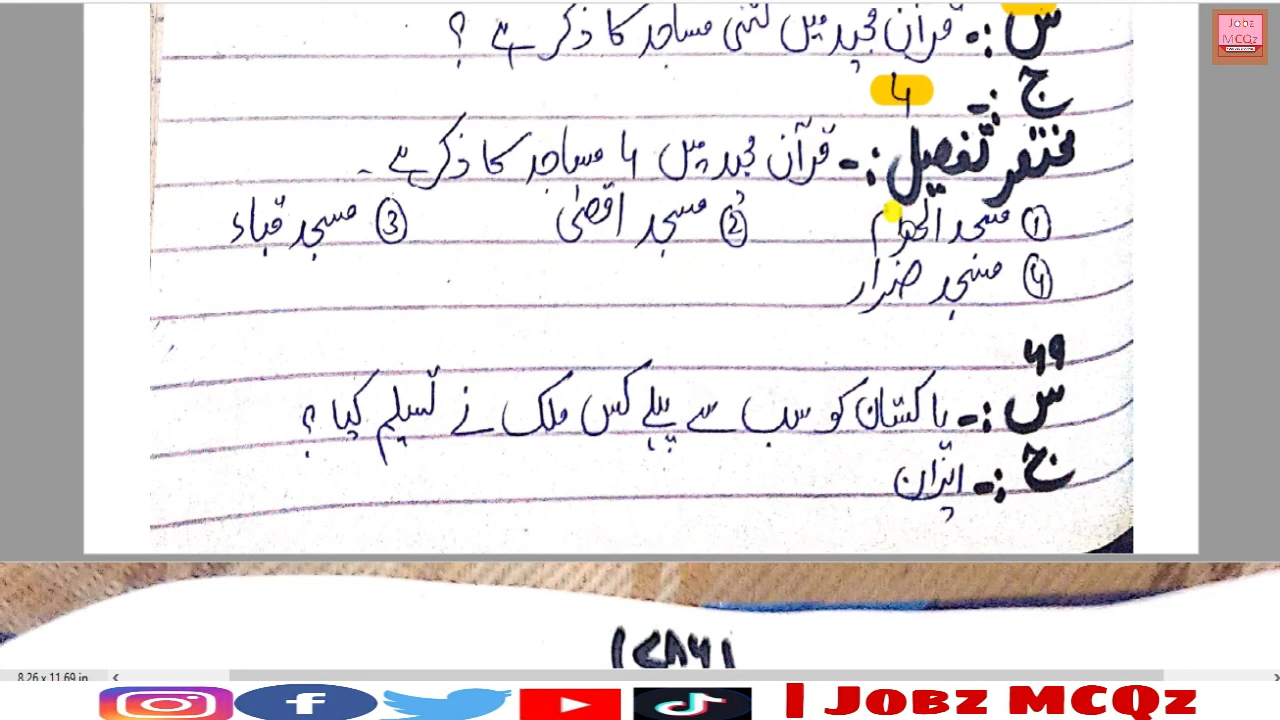 Jobz
MCQz
س :۔ قرآن مجید میں کتنی مساجد کا ذکر ہے ؟
ج :۔ 4
مختصر تفصیل :۔ قرآن مجید میں 4 مساجد کا ذکر ہے ۔
① مسجد الحرام ② مسجد اقصیٰ ③ مسجد قباء
④ مسجد ضرار
49
س :۔ پاکستان کو سب سے پہلے کس ملک نے تسلیم کیا ؟
ج :۔ ایران
8.26 x 11.69 in
| JOBZ MCQZ